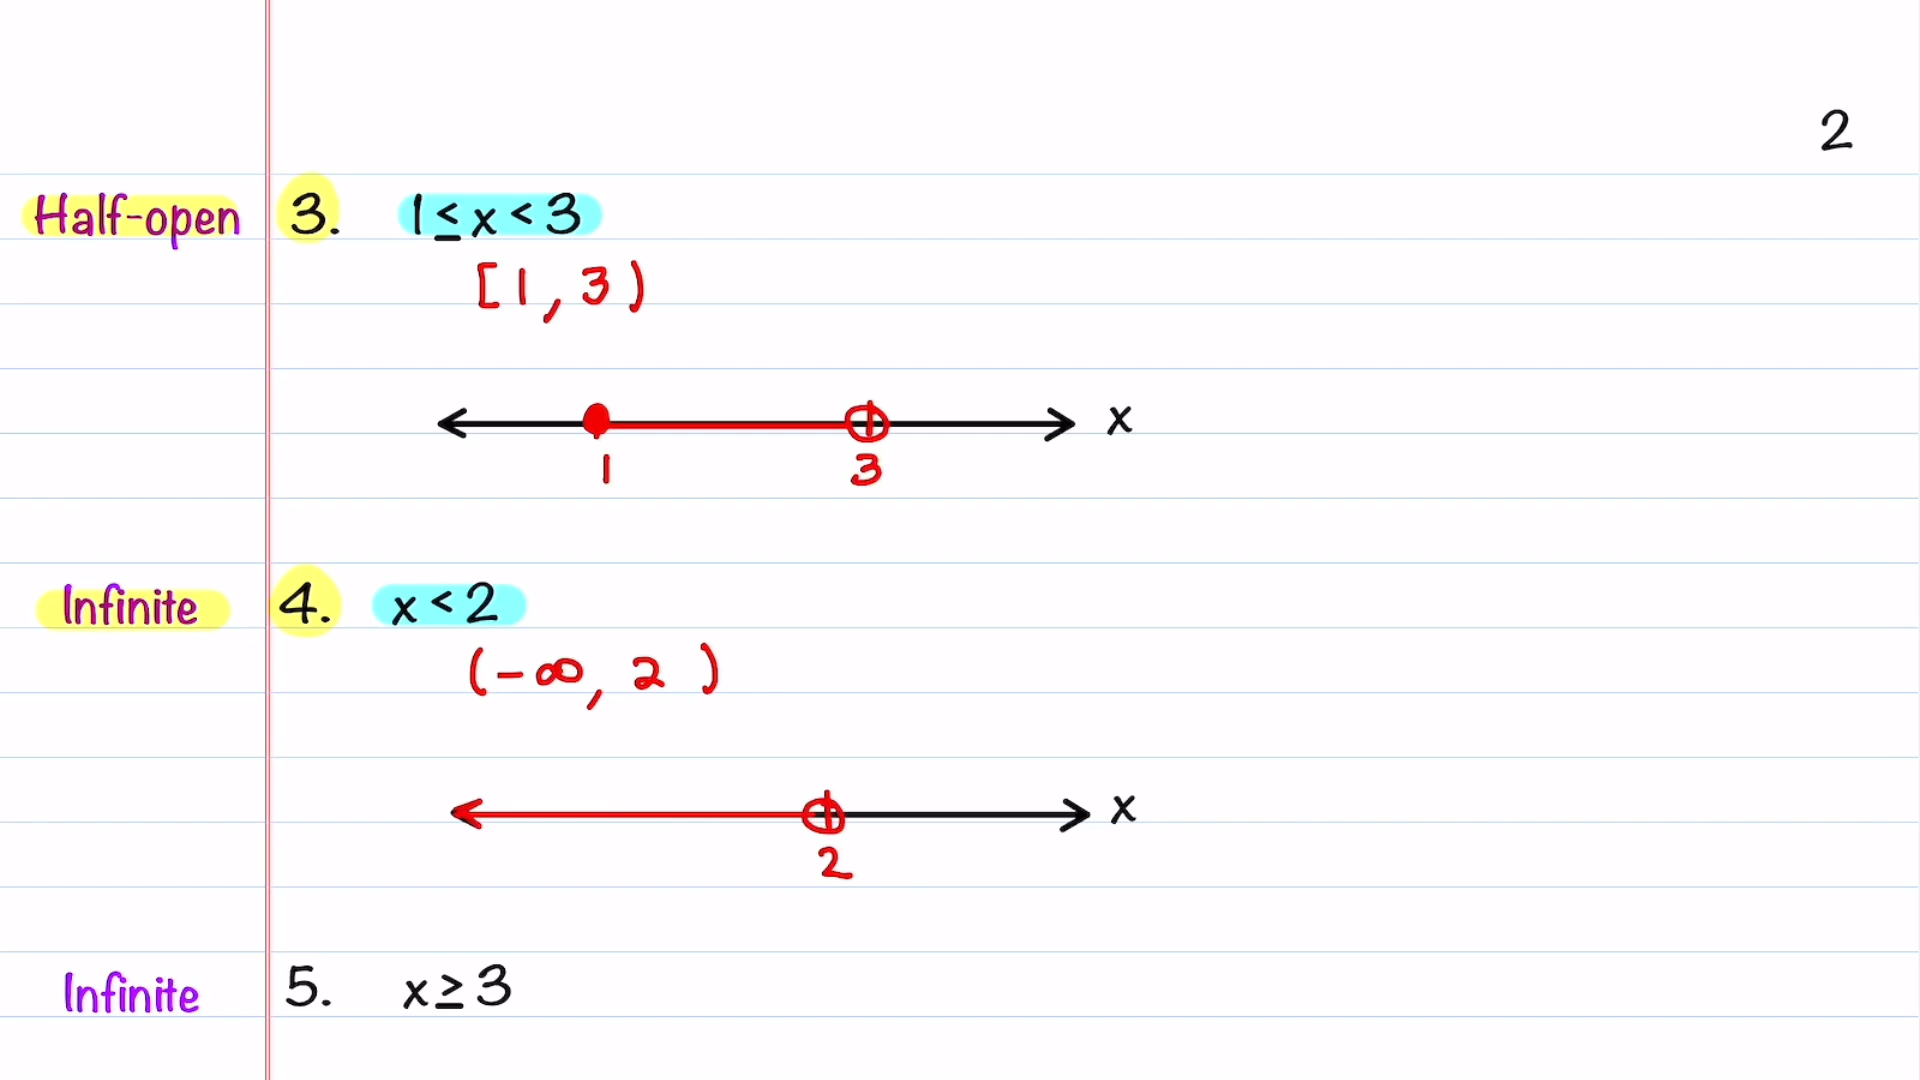 2
Half-open 3. 1 ≤ x < 3
[1, 3)
x
1 3
Infinite 4. x < 2
(-∞, 2)
x
2
Infinite 5. x ≥ 3